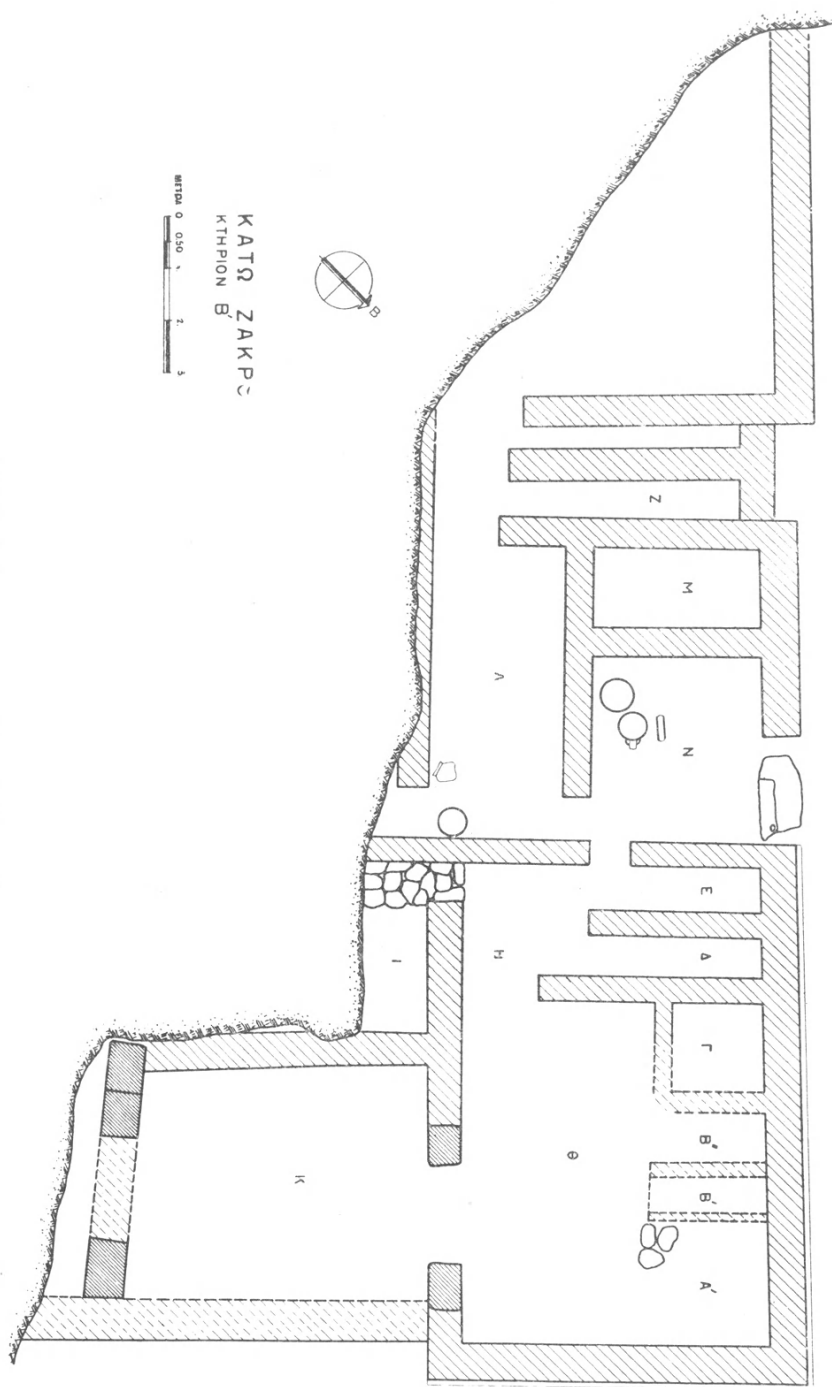 ΚΑΤΩ ΖΑΚΡΟ
ΚΤΗΡΙΟΝ Β'
ΜΕΤΡΑ 0 0.50 1. 2. 3.
Β
Ζ
Μ
Λ
Ν
Ε
Δ
Η
Ι
Γ
Β"
Θ
Β'
Κ
Α'